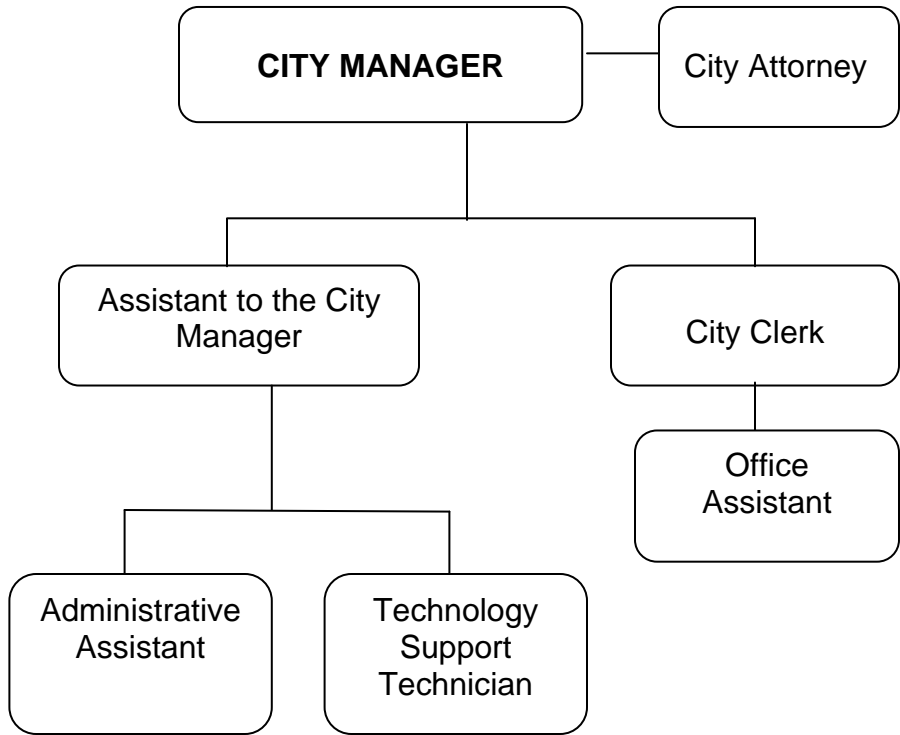 CITY MANAGER
City Attorney
Assistant to the City
Manager
City Clerk
Office
Assistant
Administrative
Assistant
Technology
Support
Technician